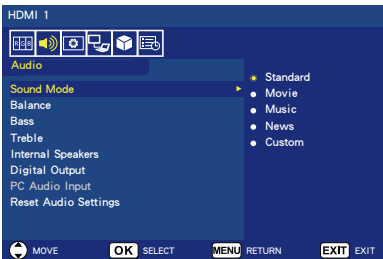 HDMI 1
RGB
Audio
Sound Mode
Balance
Bass
Treble
Internal Speakers
Digital Output
PC Audio Input
Reset Audio Settings
Standard
Movie
Music
News
Custom
MOVE OK SELECT MENU RETURN EXIT EXIT